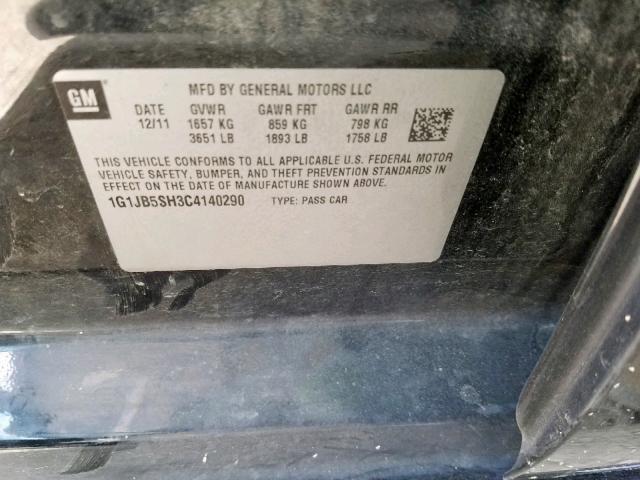 GM
MFD BY GENERAL MOTORS LLC
DATE GVWR GAWR FRT GAWR RR
12/11 1657 KG 859 KG 798 KG
3651 LB 1893 LB 1758 LB
THIS VEHICLE CONFORMS TO ALL APPLICABLE U.S. FEDERAL MOTOR
VEHICLE SAFETY, BUMPER, AND THEFT PREVENTION STANDARDS IN
EFFECT ON THE DATE OF MANUFACTURE SHOWN ABOVE.
1G1JB5SH3C4140290 TYPE: PASS CAR